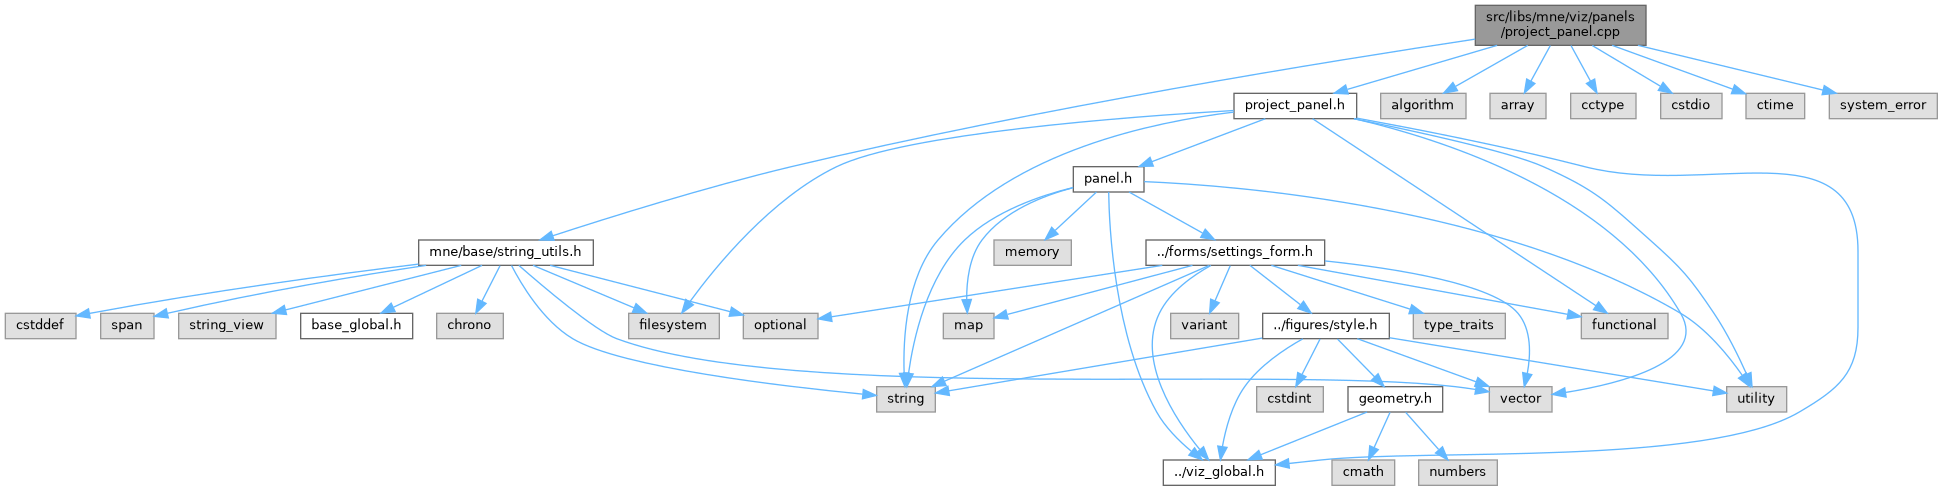 src/libs/mne/viz/panels
/project_panel.cpp
project_panel.h
algorithm
array
cctype
cstdio
ctime
system_error
panel.h
mne/base/string_utils.h
memory
../forms/settings_form.h
cstddef
span
string_view
base_global.h
chrono
filesystem
optional
map
variant
../figures/style.h
type_traits
functional
string
cstdint
geometry.h
vector
utility
../viz_global.h
cmath
numbers